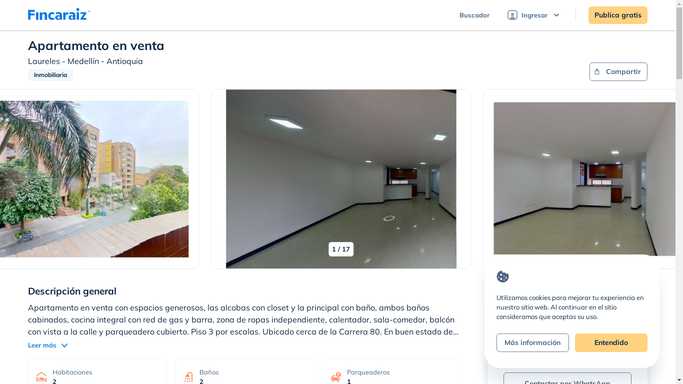 Fincaraiz
Buscador
Ingresar
Publica gratis
Apartamento en venta
Laureles - Medellín - Antioquia
Inmobiliaria
Compartir
1 / 17
Descripción general
Apartamento en venta con espacios generosos, las alcobas con closet y la principal con baño, ambos baños
cabinados, cocina integral con red de gas y barra, zona de ropas independiente, calentador, sala-comedor, balcón
con vista a la calle y parqueadero cubierto. Piso 3 por escalas. Ubicado cerca de la Carrera 80. En buen estado de...
Leer más
Habitaciones
2
Baños
2
Parqueaderos
1
Utilizamos cookies para mejorar tu experiencia en
nuestro sitio web. Al continuar en el sitio
consideramos que aceptas su uso.
Más información
Entendido
Contactar por WhatsApp